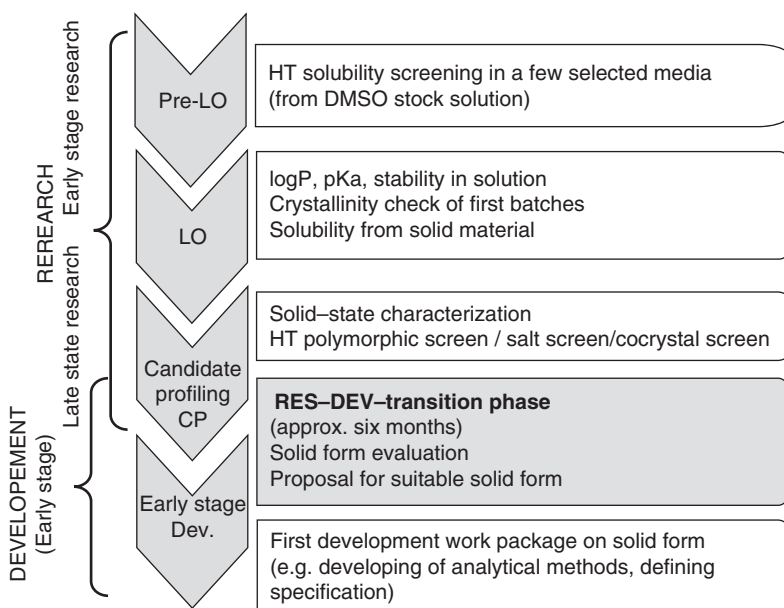 REREARCH
Early stage research
Late state research
DEVELOPEMENT
(Early stage)
Pre-LO
HT solubility screening in a few selected media
(from DMSO stock solution)
LO
logP, pKa, stability in solution
Crystallinity check of first batches
Solubility from solid material
Candidate
profiling
CP
Solid–state characterization
HT polymorphic screen / salt screen/cocrystal screen
RES–DEV–transition phase
(approx. six months)
Solid form evaluation
Proposal for suitable solid form
Early stage
Dev.
First development work package on solid form
(e.g. developing of analytical methods, defining
specification)